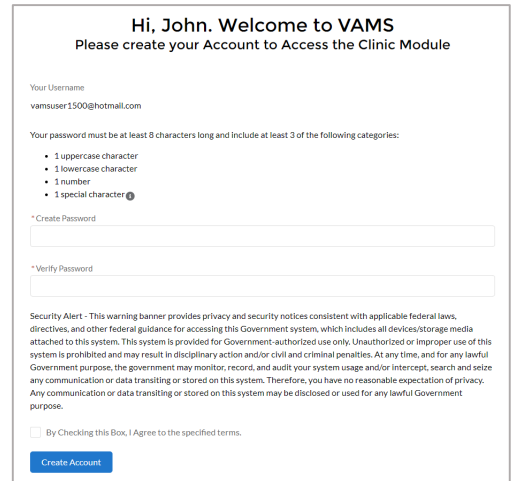 Hi, John. Welcome to VAMS
Please create your Account to Access the Clinic Module
Your Username
vamsuser1500@hotmail.com
Your password must be at least 8 characters long and include at least 3 of the following categories:
• 1 uppercase character
• 1 lowercase character
• 1 number
• 1 special character
* Create Password
* Verify Password
Security Alert - This warning banner provides privacy and security notices consistent with applicable federal laws,
directives, and other federal guidance for accessing this Government system, which includes all devices/storage media
attached to this system. This system is provided for Government-authorized use only. Unauthorized or improper use of this
system is prohibited and may result in disciplinary action and/or civil and criminal penalties. At any time, and for any lawful
Government purpose, the government may monitor, record, and audit your system usage and/or intercept, search and seize
any communication or data transiting or stored on this system. Therefore, you have no reasonable expectation of privacy.
Any communication or data transiting or stored on this system may be disclosed or used for any lawful Government
purpose.
By Checking this Box, I Agree to the specified terms.
Create Account